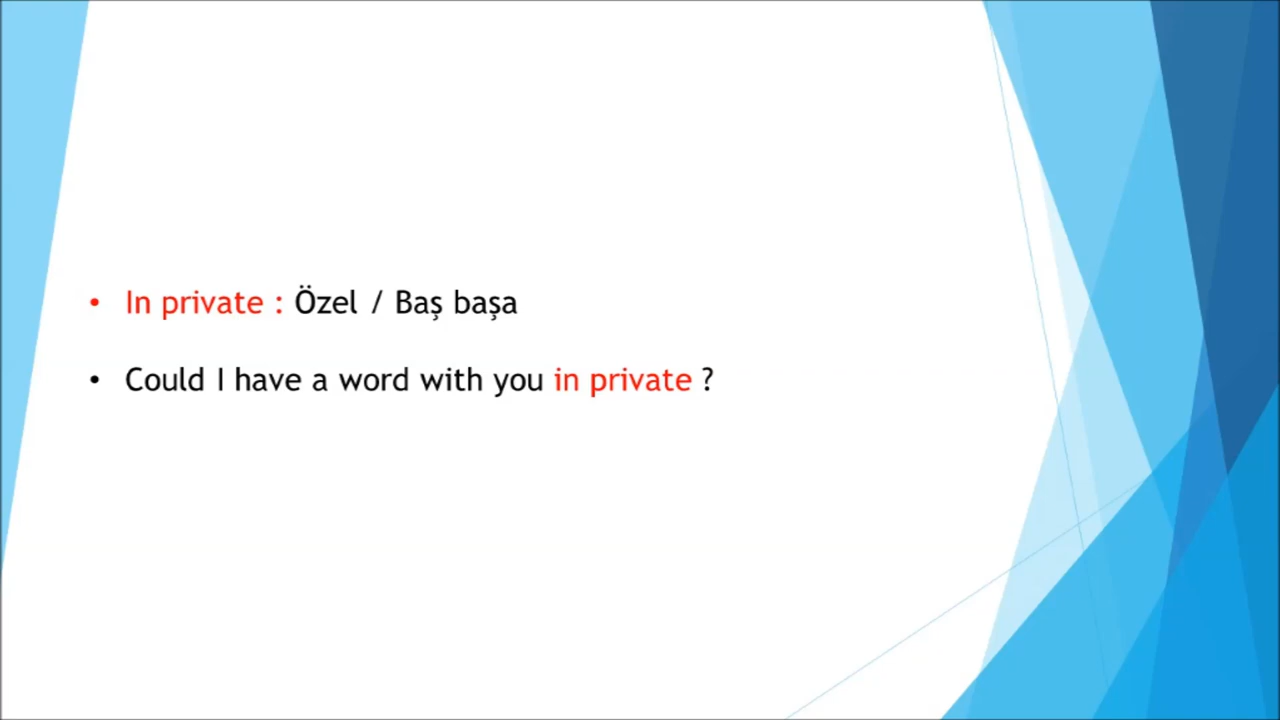 • In private : Özel / Baş başa
• Could I have a word with you in private ?